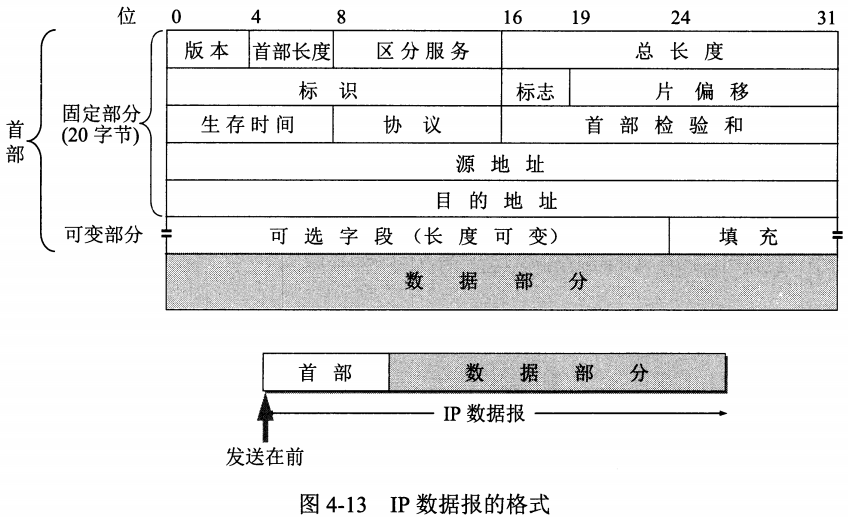 位 0 4 8 16 19 24 31
版本 首部长度 区分服务 总长度
标识 标志 片偏移
首部
固定部分
(20 字节)
生存时间 协议 首部检验和
源地址
目的地址
可变部分 可选字段（长度可变） 填充
数据部分
首部 数据部分
IP 数据报
发送在前
图 4-13 IP 数据报的格式